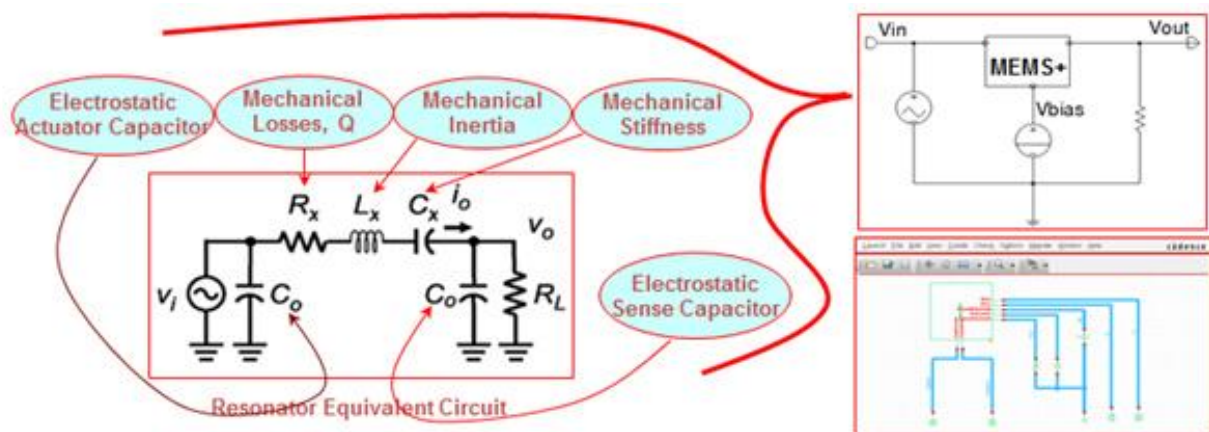 Electrostatic
Actuator Capacitor
Mechanical
Losses, Q
Mechanical
Inertia
Mechanical
Stiffness
Rx
Lx
Cx
io
vo
vi
Co
Co
RL
Electrostatic
Sense Capacitor
Resonator Equivalent Circuit
Vin
Vout
MEMS+
Vbias
cādence